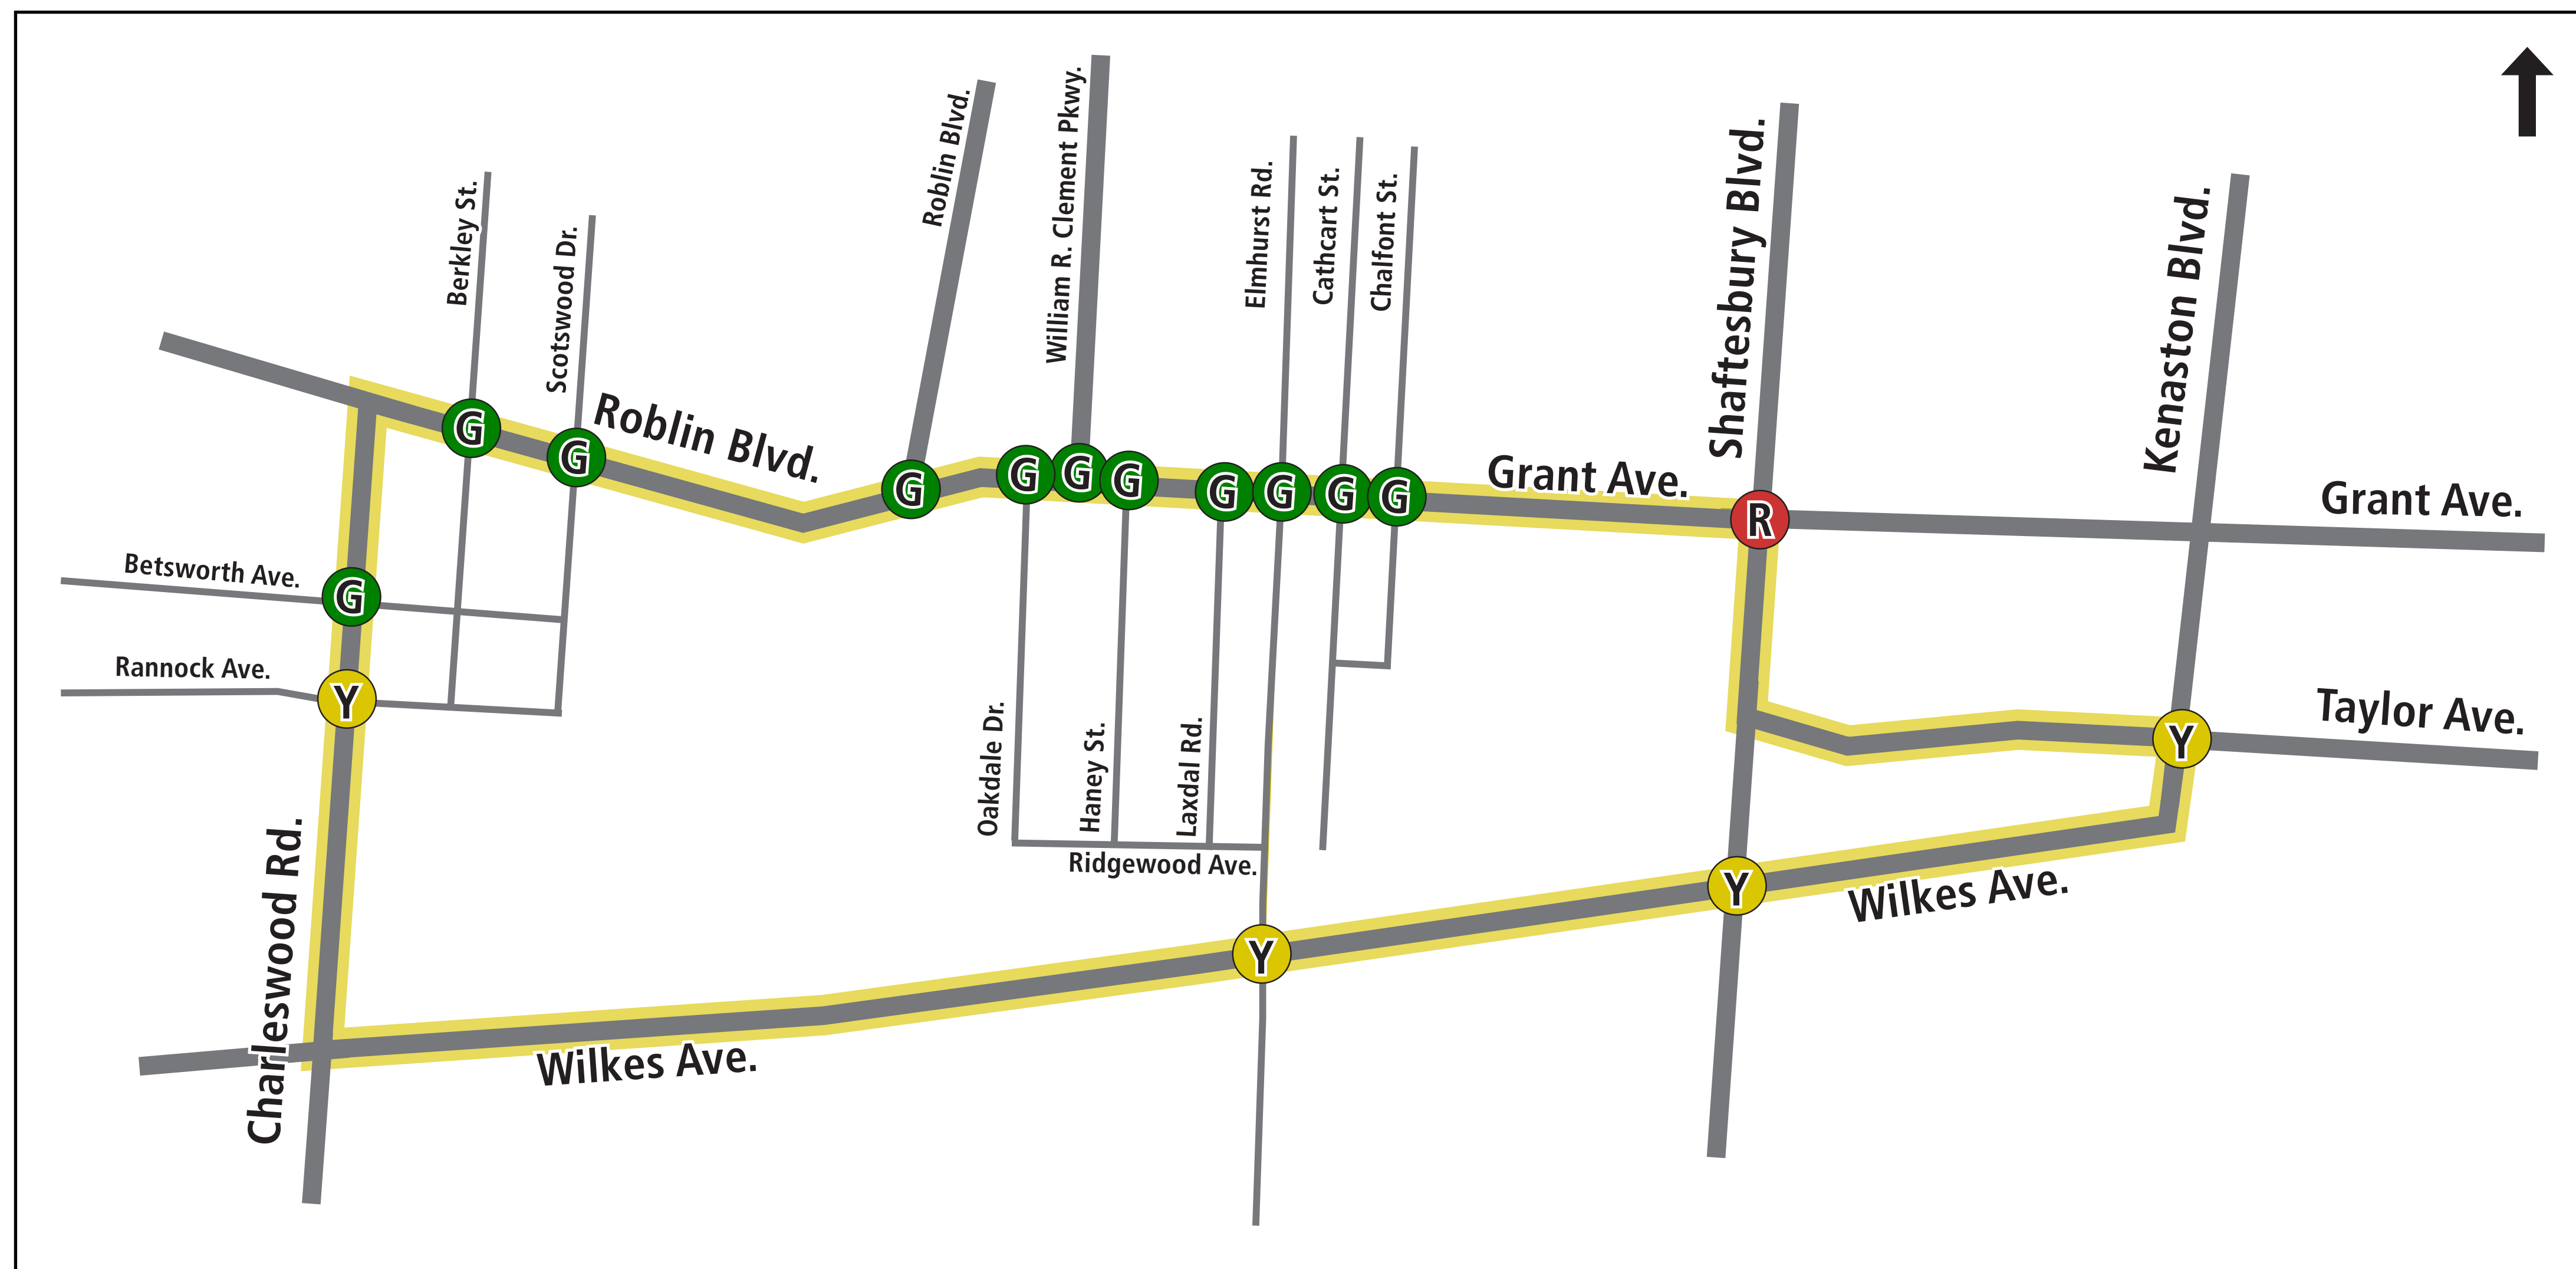 Roblin Blvd.
William R. Clement Pkwy.
Shaftesbury Blvd.
Elmhurst Rd.
Cathcart St.
Chalfont St.
Berkley St.
Kenaston Blvd.
Scotswood Dr.
Roblin Blvd.
G
G
G
G
G
G
G
G
G
G
Grant Ave.
R
Grant Ave.
Betsworth Ave.
G
Rannock Ave.
Y
Taylor Ave.
Y
Oakdale Dr.
Haney St.
Laxdal Rd.
Ridgewood Ave.
Y
Wilkes Ave.
Charleswood Rd.
Y
Wilkes Ave.